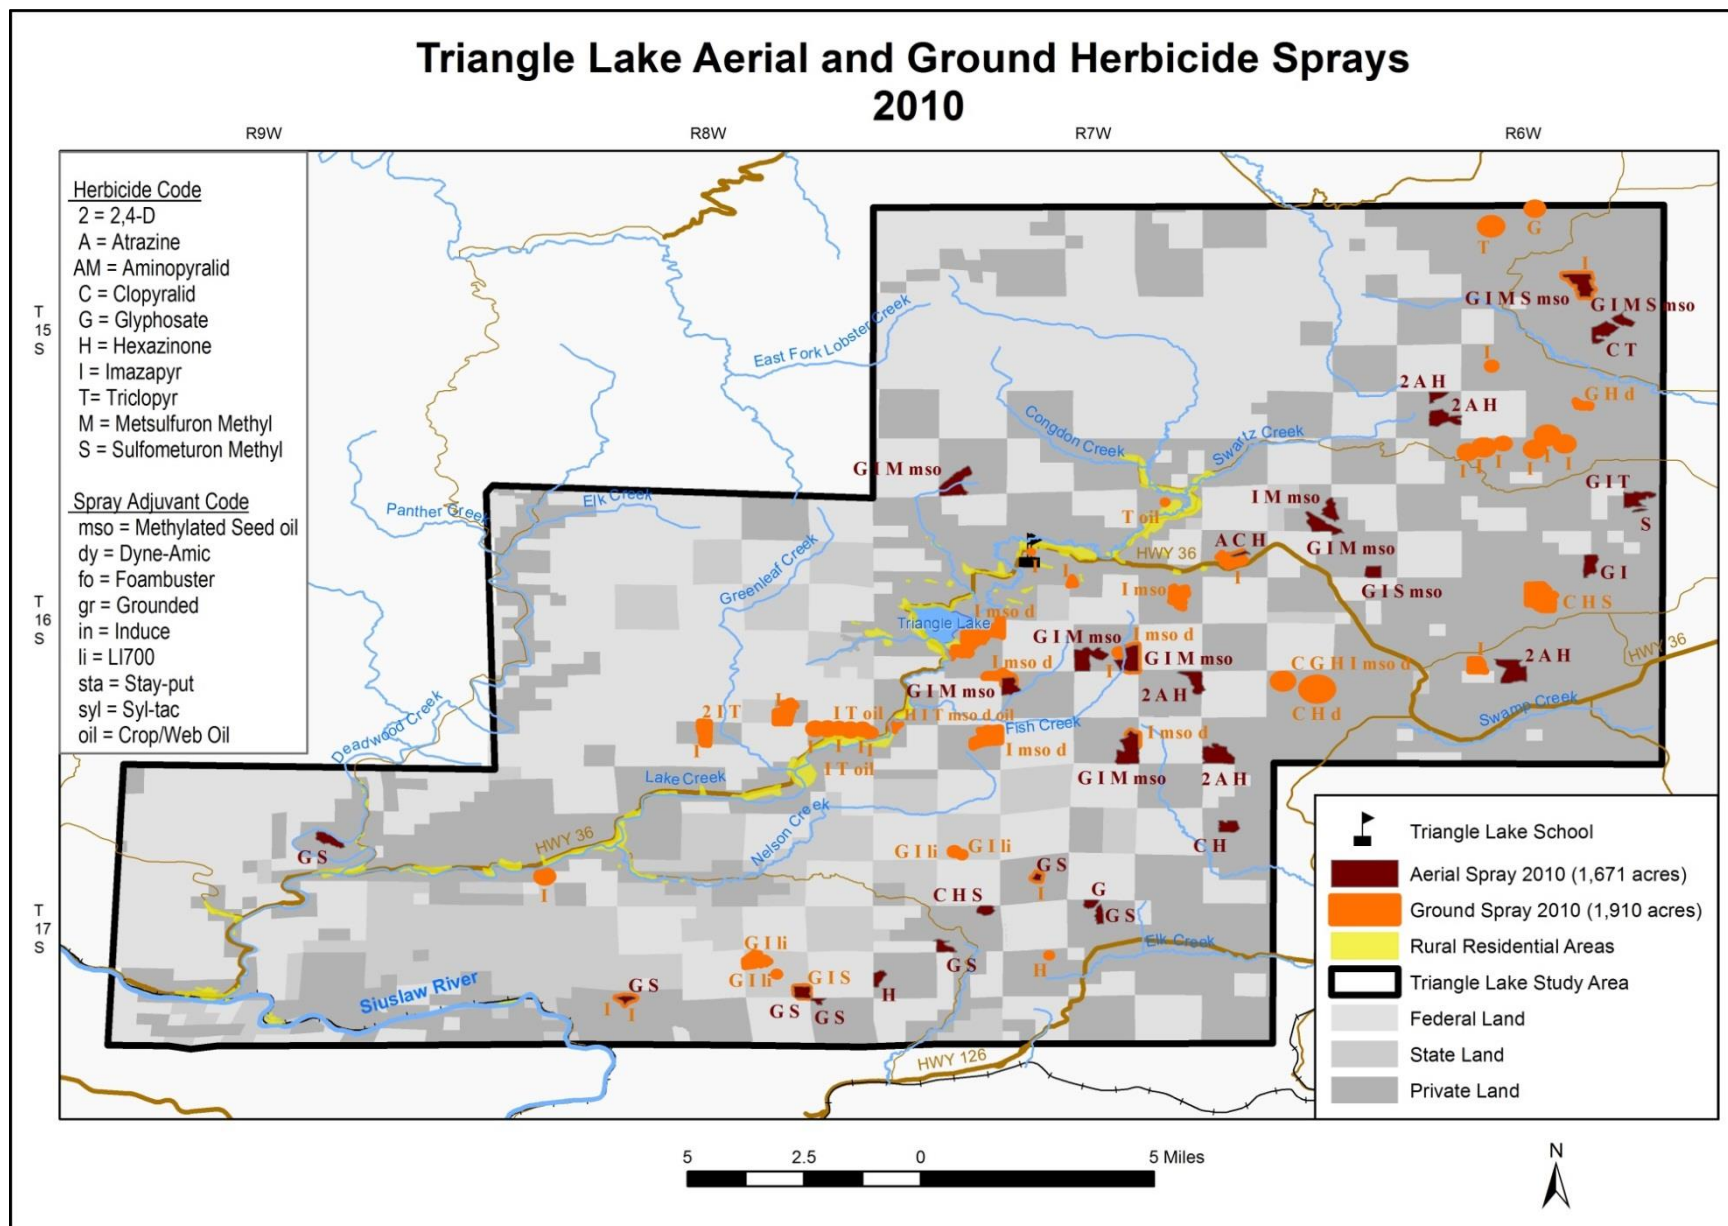 Triangle Lake Aerial and Ground Herbicide Sprays
2010
R9W
R8W
R7W
R6W
Herbicide Code
2 = 2,4-D
A = Atrazine
AM = Aminopyralid
C = Clopyralid
G = Glyphosate
H = Hexazinone
I = Imazapyr
T= Triclopyr
M = Metsulfuron Methyl
S = Sulfometuron Methyl
Spray Adjuvant Code
mso = Methylated Seed oil
dy = Dyne-Amic
fo = Foambuster
gr = Grounded
in = Induce
li = LI700
sta = Stay-put
syl = Syl-tac
oil = Crop/Web Oil
T
15
S
T
16
S
T
17
S
G
T
I
G I M S mso
G I M S mso
C T
East Fork Lobster Creek
I
2 A H
G H d
2 A H
Congdon Creek
Swartz Creek
I
I
I
I
I
I
G I M mso
G I T
Panther Creek
Elk Creek
I M mso
T oil
S
A C H
HWY 36
G I M mso
Greenleaf Creek
I
I
I
G I
I mso
G I S mso
C H S
I mso d
Triangle Lake
G I M mso
I mso d
HWY 36
I
G I M mso
C G H I mso d
I
2 A H
I mso d
G I M mso
2 A H
Swamp Creek
I
2 I T
I T oil
H I T mso d oil
C H d
Fish Creek
I mso d
Deadwood Creek
I
I
I
I
I
I mso d
I T oil
G I M mso
2 A H
Lake Creek
Nelson Creek
HWY 36
G S
C H
G I li
G I li
G S
I
I
C H S
G
G S
Elk Creek
G I li
G S
H
G I li
G I S
H
Siuslaw River
G S
I
I
G S
G S
HWY 126
Triangle Lake School
Aerial Spray 2010 (1,671 acres)
Ground Spray 2010 (1,910 acres)
Rural Residential Areas
Triangle Lake Study Area
Federal Land
State Land
Private Land
5
2.5
0
5 Miles
N